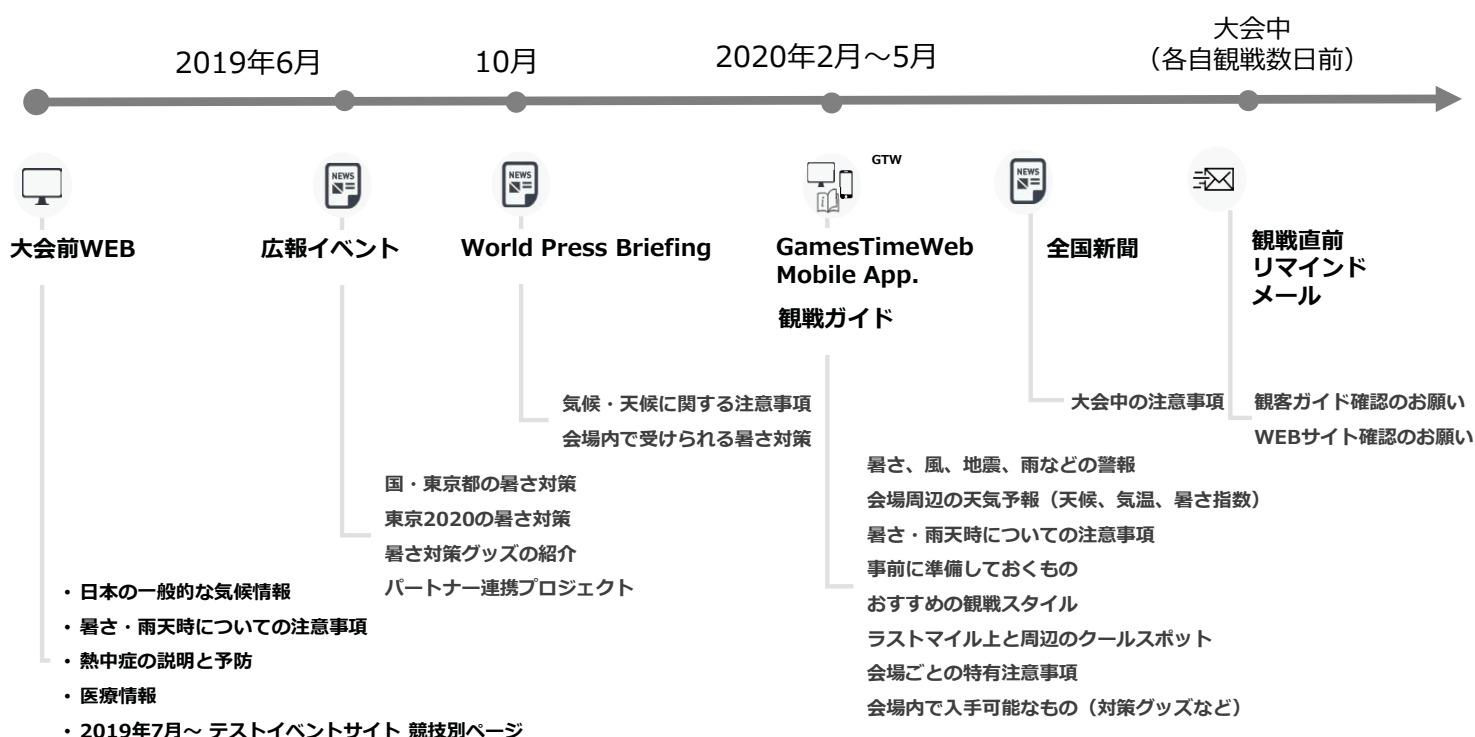 大会中
2019年6月
10月
2020年2月～5月
（各自観戦数日前）
NEWS
NEWS
GTW
NEWS
大会前WEB
広報イベント
World Press Briefing
GamesTimeWeb
Mobile App.
観戦ガイド
全国新聞
観戦直前
リマインド
メール
気候・天候に関する注意事項
会場内で受けられる暑さ対策
大会中の注意事項
観客ガイド確認のお願い
WEBサイト確認のお願い
国・東京都の暑さ対策
東京2020の暑さ対策
暑さ対策グッズの紹介
パートナー連携プロジェクト
暑さ、風、地震、雨などの警報
会場周辺の天気予報（天候、気温、暑さ指数）
暑さ・雨天時についての注意事項
事前に準備しておくもの
おすすめの観戦スタイル
ラストマイル上と周辺のクールスポット
会場ごとの特有注意事項
会場内で入手可能なもの（対策グッズなど）
・日本の一般的な気候情報
・暑さ・雨天時についての注意事項
・熱中症の説明と予防
・医療情報
・2019年7月～ テストイベントサイト 競技別ページ